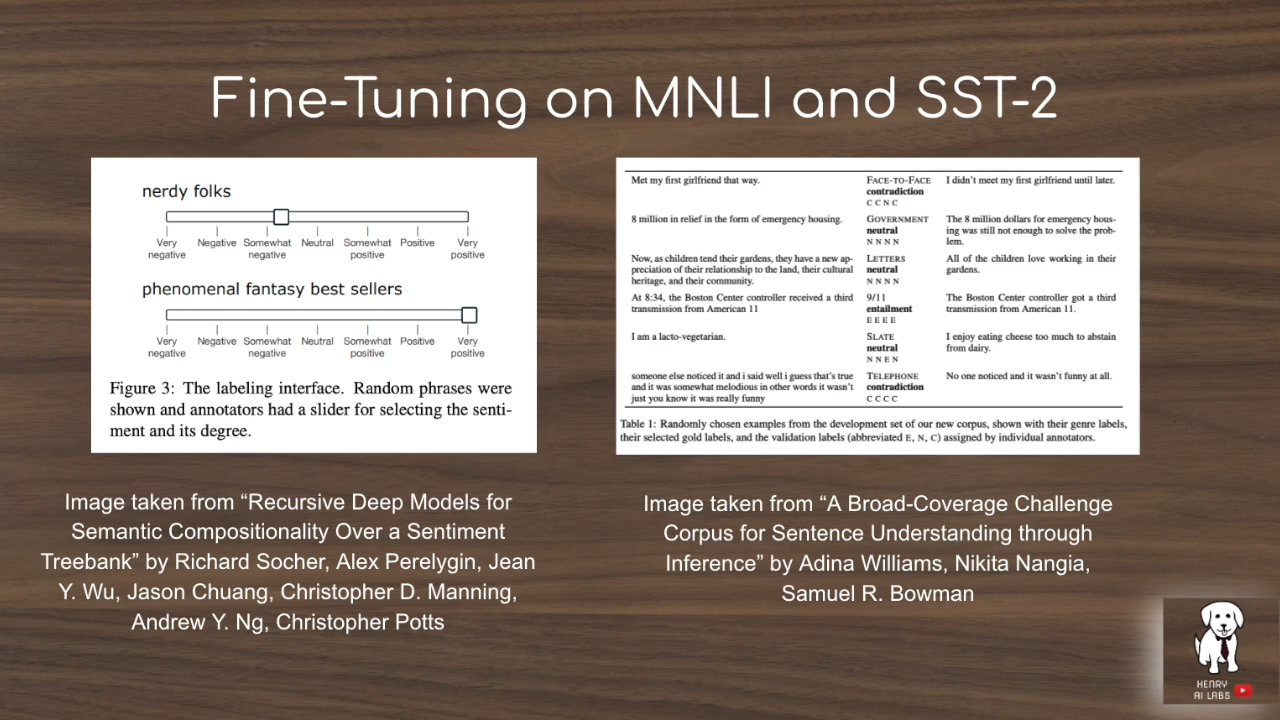 Fine-Tuning on MNLI and SST-2
nerdy folks
Very negative Negative Somewhat negative Neutral Somewhat positive Positive Very positive
phenomenal fantasy best sellers
Very negative Negative Somewhat negative Neutral Somewhat positive Positive Very positive
Figure 3: The labeling interface. Random phrases were
shown and annotators had a slider for selecting the senti-
ment and its degree.
Image taken from “Recursive Deep Models for
Semantic Compositionality Over a Sentiment
Treebank” by Richard Socher, Alex Perelygin, Jean
Y. Wu, Jason Chuang, Christopher D. Manning,
Andrew Y. Ng, Christopher Potts
Met my first girlfriend that way.
FACE-TO-FACE
contradiction
C C N C
I didn't meet my first girlfriend until later.
8 million in relief in the form of emergency housing.
GOVERNMENT
neutral
N N N N
The 8 million dollars for emergency hous-
ing was still not enough to solve the prob-
lem.
Now, as children tend their gardens, they have a new ap-
preciation of their relationship to the land, their cultural
heritage, and their community.
LETTERS
neutral
N N N N
All of the children love working in their
gardens.
At 8:34, the Boston Center controller received a third
transmission from American 11
9/11
entailment
E E E E
The Boston Center controller got a third
transmission from American 11.
I am a lacto-vegetarian.
SLATE
neutral
N N E N
I enjoy eating cheese too much to abstain
from dairy.
someone else noticed it and i said well i guess that's true
and it was somewhat melodious in other words it wasn't
just you know it was really funny
TELEPHONE
contradiction
C C C C
No one noticed and it wasn't funny at all.
Table 1: Randomly chosen examples from the development set of our new corpus, shown with their genre labels,
their selected gold labels, and the validation labels (abbreviated E, N, C) assigned by individual annotators.
Image taken from “A Broad-Coverage Challenge
Corpus for Sentence Understanding through
Inference” by Adina Williams, Nikita Nangia,
Samuel R. Bowman
HENRY
AI LABS